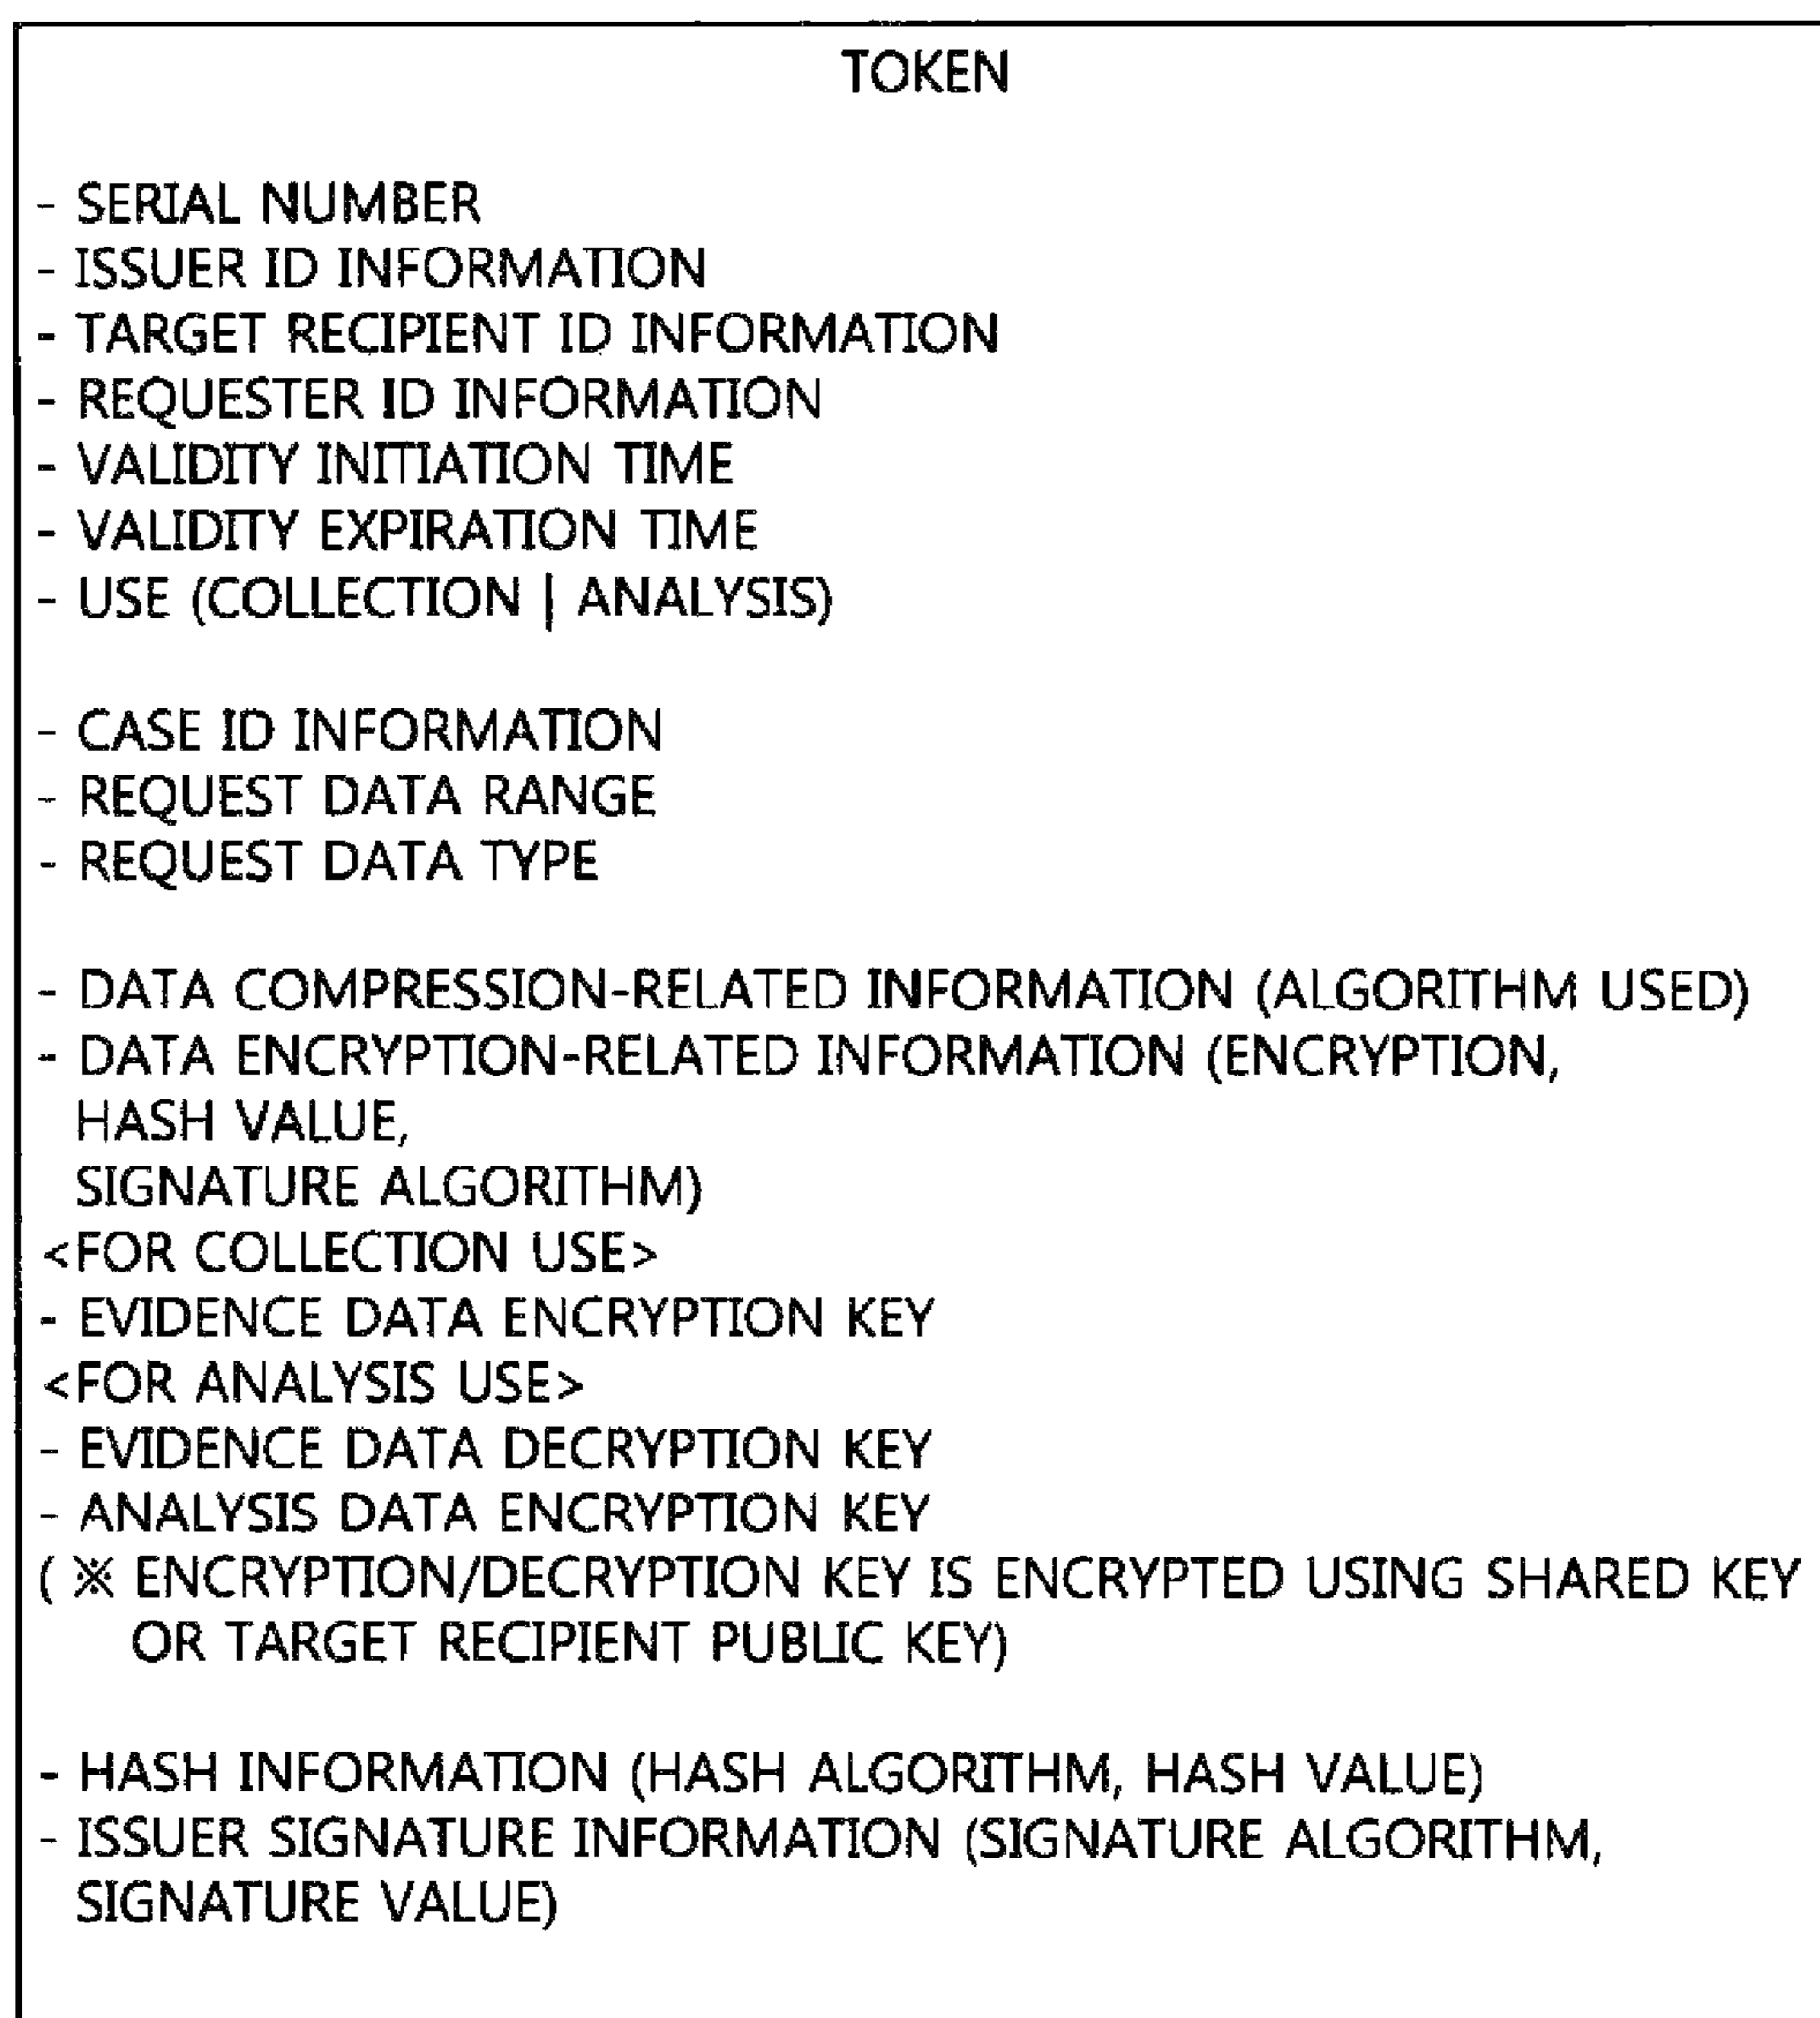 TOKEN
- SERIAL NUMBER
- ISSUER ID INFORMATION
- TARGET RECIPIENT ID INFORMATION
- REQUESTER ID INFORMATION
- VALIDITY INITIATION TIME
- VALIDITY EXPIRATION TIME
- USE (COLLECTION | ANALYSIS)
- CASE ID INFORMATION
- REQUEST DATA RANGE
- REQUEST DATA TYPE
- DATA COMPRESSION-RELATED INFORMATION (ALGORITHM USED)
- DATA ENCRYPTION-RELATED INFORMATION (ENCRYPTION,
HASH VALUE,
SIGNATURE ALGORITHM)
<FOR COLLECTION USE>
- EVIDENCE DATA ENCRYPTION KEY
<FOR ANALYSIS USE>
- EVIDENCE DATA DECRYPTION KEY
- ANALYSIS DATA ENCRYPTION KEY
( ※ ENCRYPTION/DECRYPTION KEY IS ENCRYPTED USING SHARED KEY
OR TARGET RECIPIENT PUBLIC KEY)
- HASH INFORMATION (HASH ALGORITHM, HASH VALUE)
- ISSUER SIGNATURE INFORMATION (SIGNATURE ALGORITHM,
SIGNATURE VALUE)